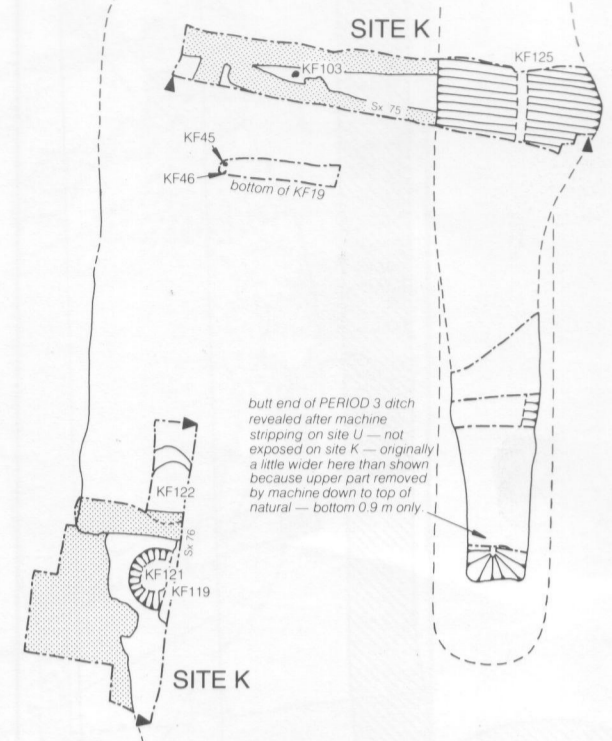 SITE K
KF125
KF103
Sx 75
KF45
KF46
bottom of KF19
butt end of PERIOD 3 ditch
revealed after machine
stripping on site U — not
exposed on site K — originally
a little wider here than shown
because upper part removed
by machine down to top of
natural — bottom 0.9 m only.
KF122
Sx 76
KF121
KF119
SITE K